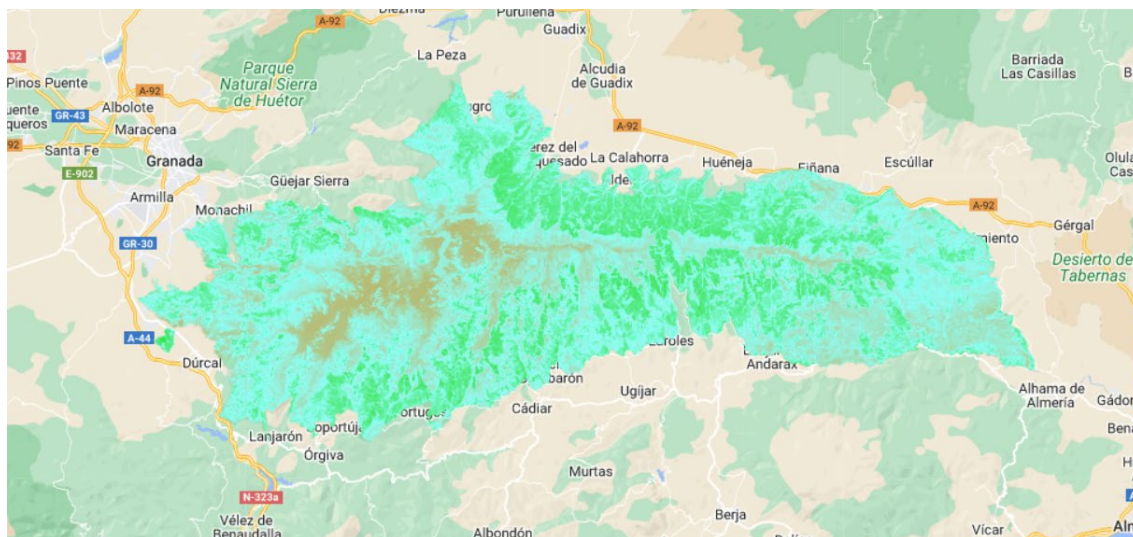 Diezma
Purullena
A-92
Guadix
La Peza
Parque
Natural Sierra
de Huétor
Alcudia
de Guadix
Barriada
Las Casillas
Pinos Puente
A-92
Albolote
GR-43
Maracena
Santa Fe
Granada
E-902
A-92
La Calahorra
Huéneja
Fiñana
Escúllar
Güejar Sierra
Armilla
Monachil
A-92
Gérgal
GR-30
Desierto de
Tabernas
A-44
Dúrcal
Laroles
Andarax
Ugíjar
Cádiar
Alhama de
Almería
Lanjarón
Órgiva
Murtas
N-323a
Vélez de
Benaudalla
Albondón
Berja
Vícar